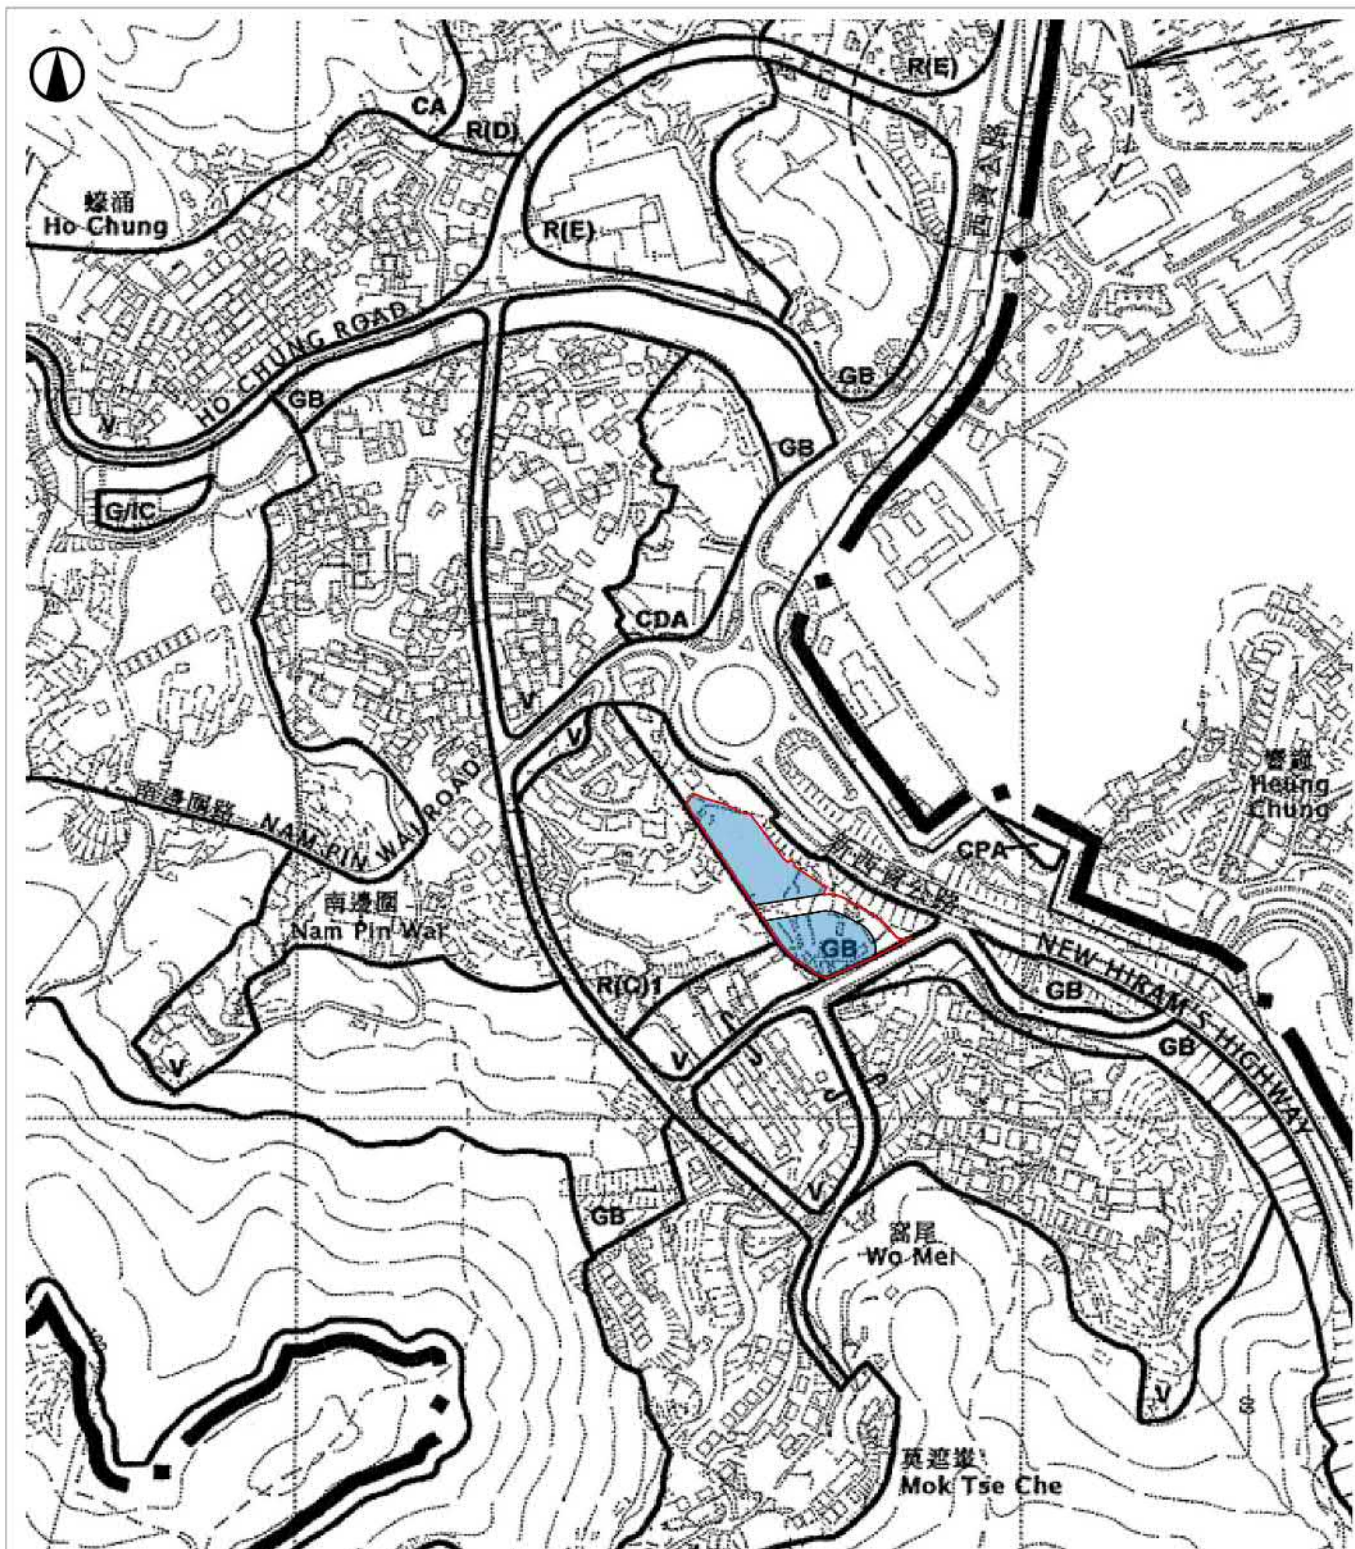 R(E)
CA
R(D)
西貢公路
蠔涌
Ho Chung
R(E)
HO CHUNG ROAD
GB
GB
V
GB
G/IC
CDA
V
V
響鐘
Heung
Chung
南邊圍路 NAM PIN WAI ROAD
CPA
新西貢公路
南邊圍
Nam Pin Wai
GB
NEW HIRAM'S HIGHWAY
R(C)1
GB
GB
V
V
V
GB
窩尾
Wo Mei
V
莫遮輋
Mok Tse Che